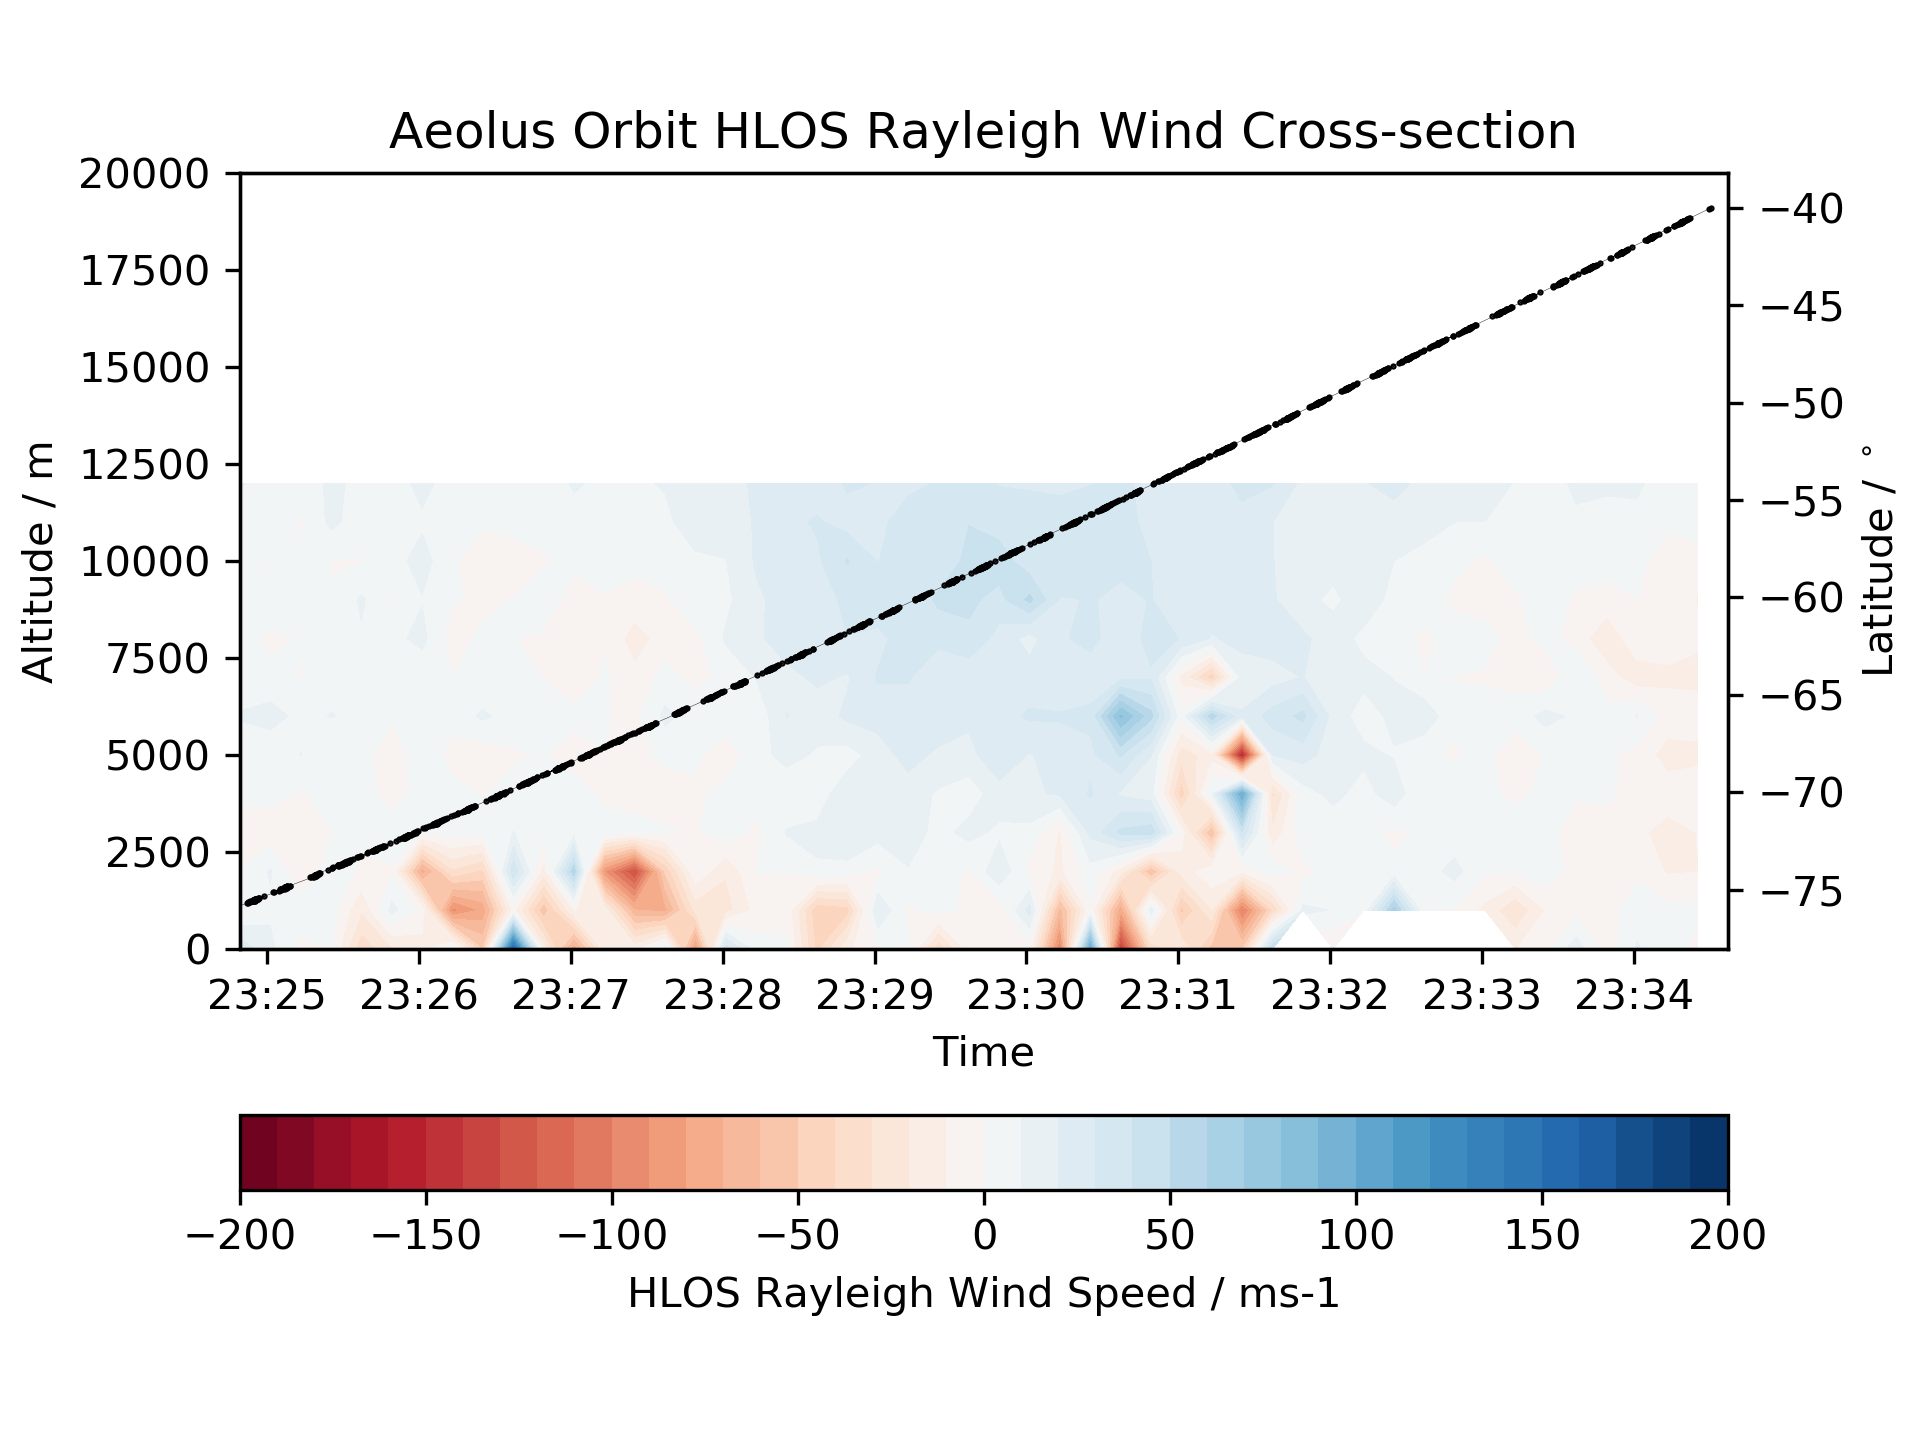 Aeolus Orbit HLOS Rayleigh Wind Cross-section
20000
17500
15000
12500
10000
7500
5000
2500
0
Altitude / m
−40
−45
−50
−55
−60
−65
−70
−75
Latitude / °
23:25 23:26 23:27 23:28 23:29 23:30 23:31 23:32 23:33 23:34
Time
−200 −150 −100 −50 0 50 100 150 200
HLOS Rayleigh Wind Speed / ms-1